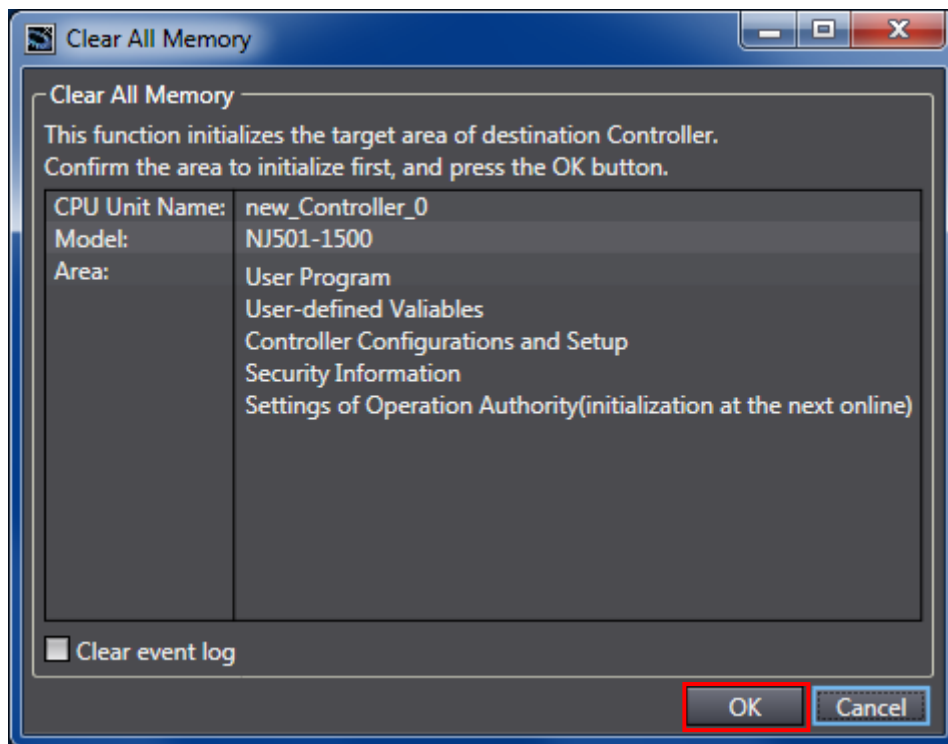 Clear All Memory
Clear All Memory
This function initializes the target area of destination Controller.
Confirm the area to initialize first, and press the OK button.
CPU Unit Name: new_Controller_0
Model: NJ501-1500
Area: User Program
User-defined Valiables
Controller Configurations and Setup
Security Information
Settings of Operation Authority(initialization at the next online)
Clear event log
OK Cancel